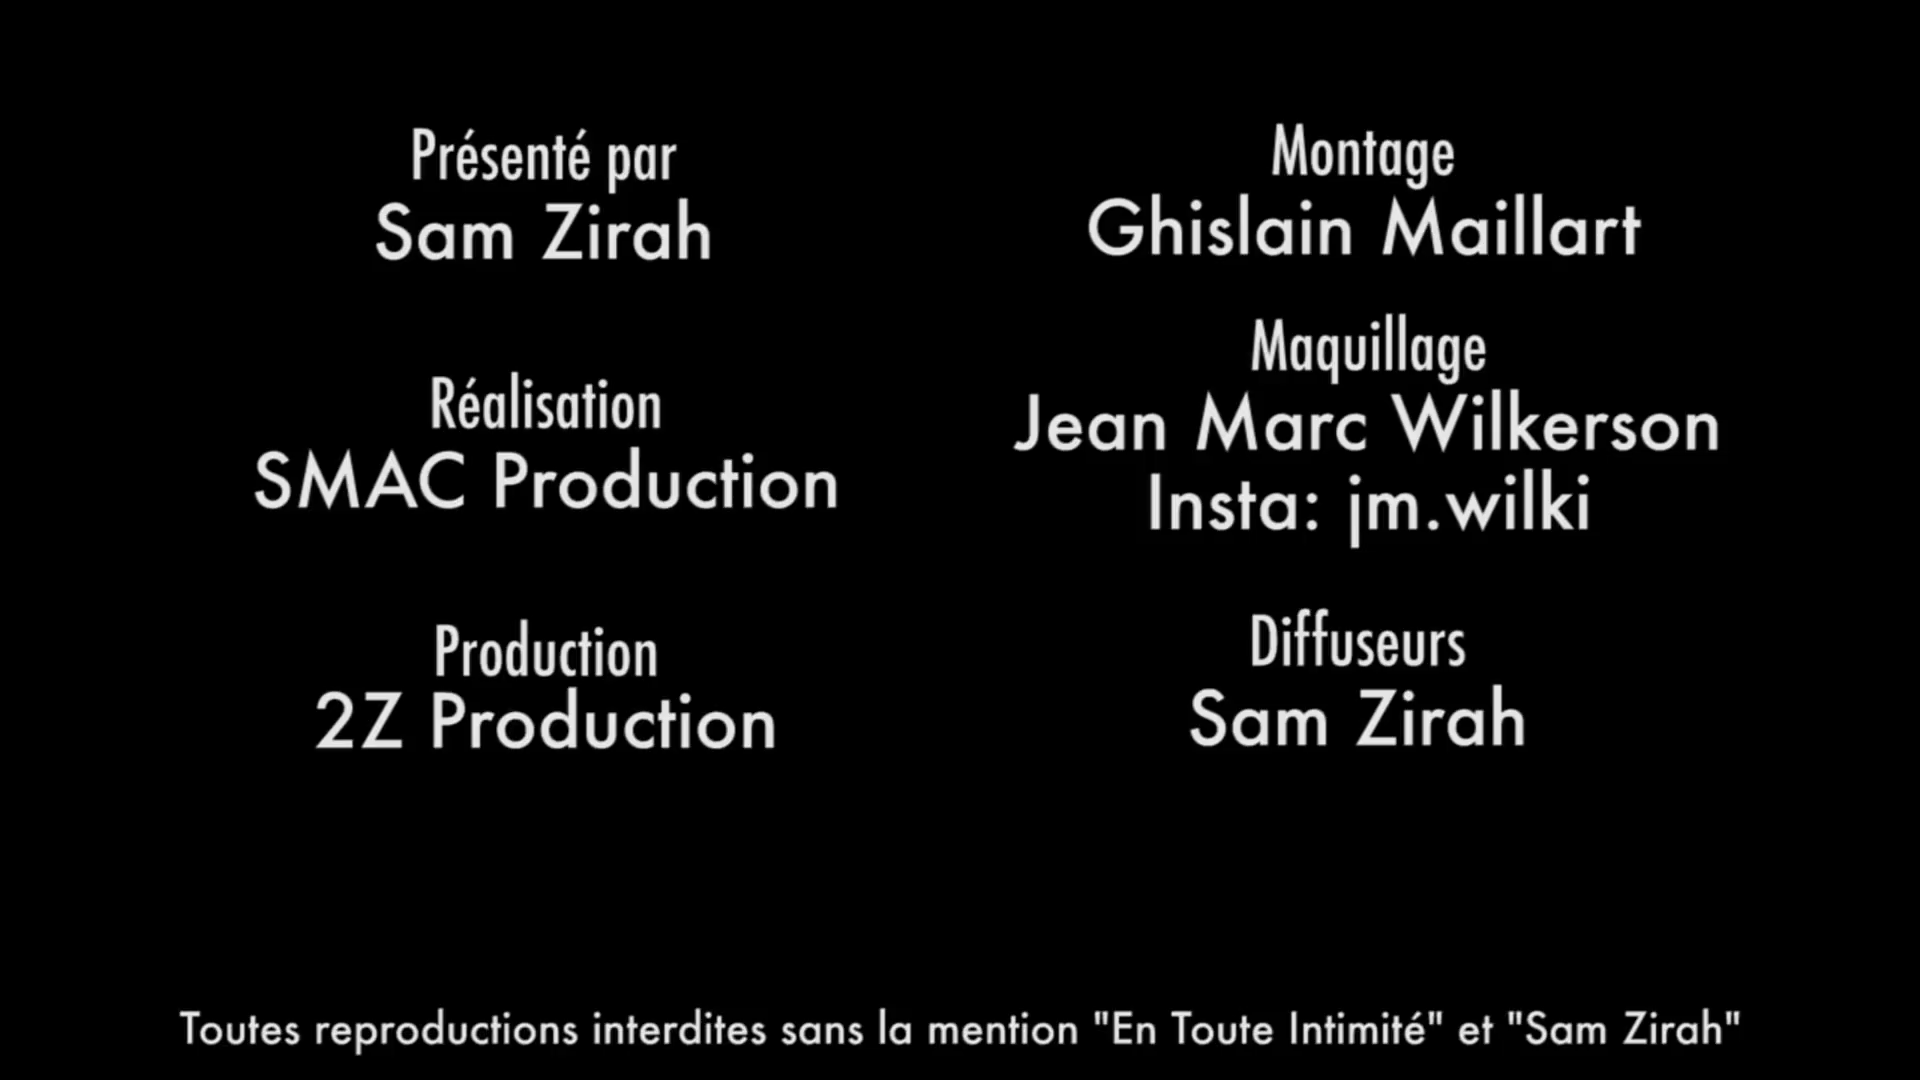 Présenté par
Sam Zirah
Réalisation
SMAC Production
Production
2Z Production
Montage
Ghislain Maillart
Maquillage
Jean Marc Wilkerson
Insta: jm.wilki
Diffuseurs
Sam Zirah
Toutes reproductions interdites sans la mention "En Toute Intimité" et "Sam Zirah"